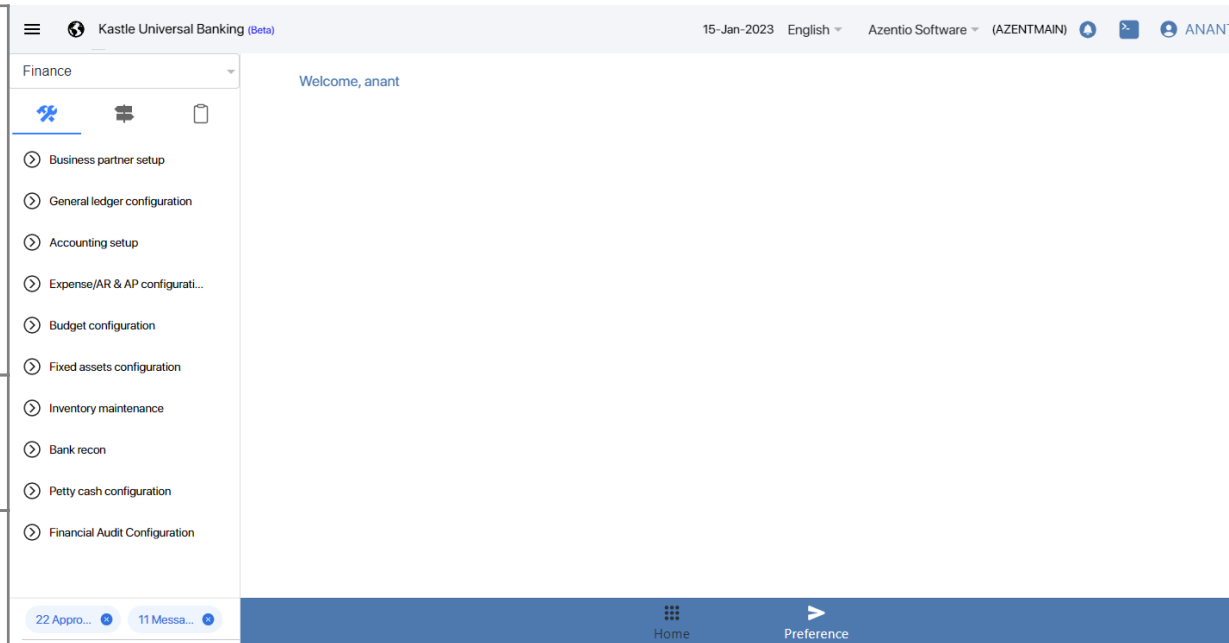 Kastle Universal Banking (Beta)
15-Jan-2023 English Azentio Software (AZENTMAIN) ANANT
Finance
Welcome, anant
Business partner setup
General ledger configuration
Accounting setup
Expense/AR & AP configurati...
Budget configuration
Fixed assets configuration
Inventory maintenance
Bank recon
Petty cash configuration
Financial Audit Configuration
22 Appro... 11 Messa...
Home Preference